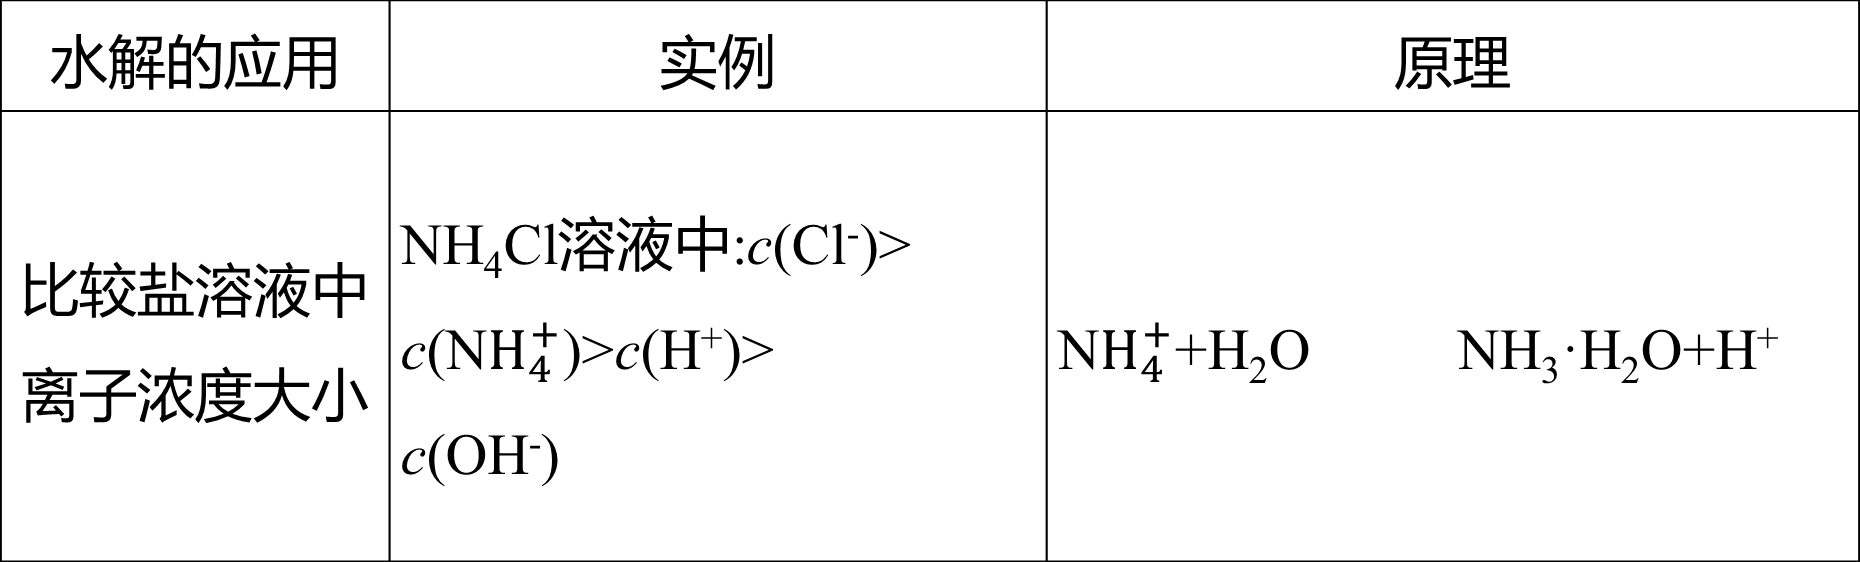 水解的应用 实例 原理
比较盐溶液中
离子浓度大小
NH₄Cl溶液中:c(Cl⁻)>
c(NH₄⁺)>c(H⁺)>
c(OH⁻)
NH₄⁺+H₂O NH₃·H₂O+H⁺